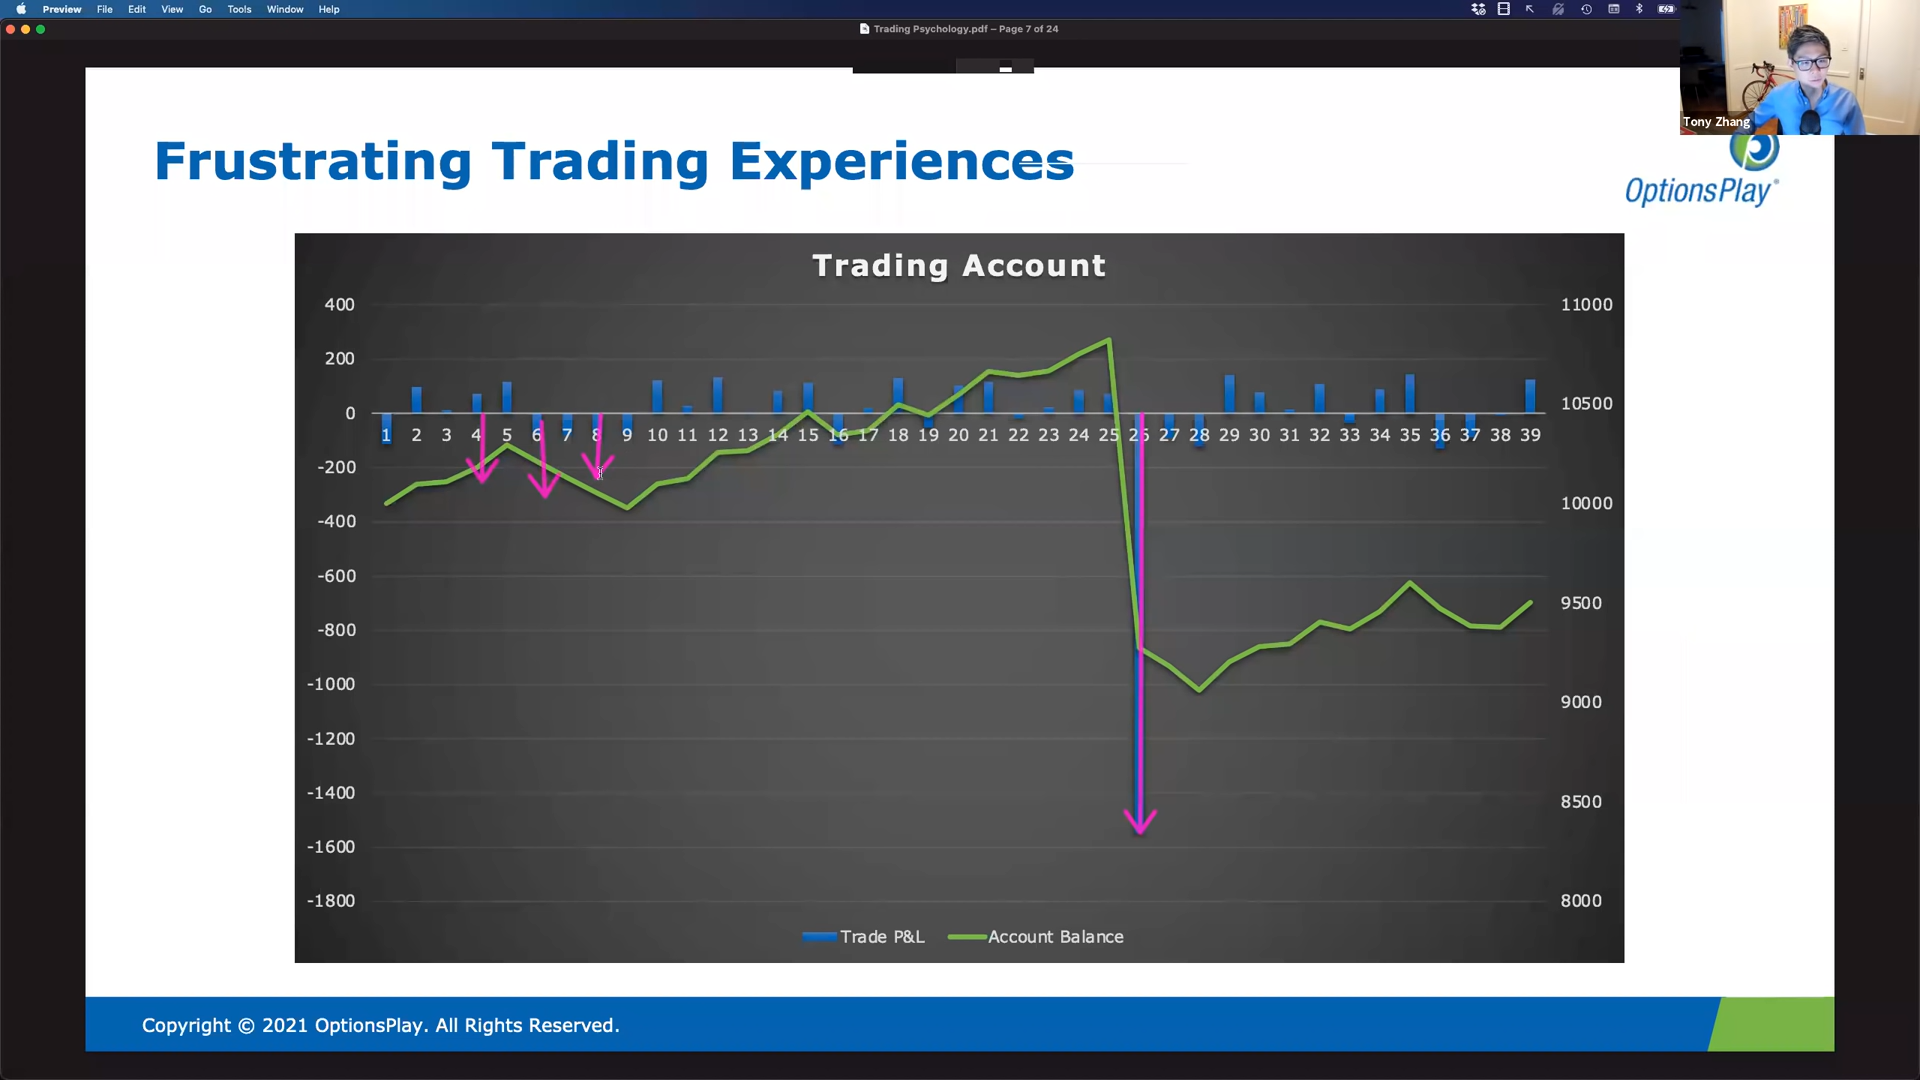 Preview File Edit View Go Tools Window Help
Trading Psychology.pdf – Page 7 of 24
Tony Zhang
Frustrating Trading Experiences
OptionsPlay®
Trading Account
400 11000
200
0 10500
1 2 3 4 5 6 7 8 9 10 11 12 13 14 15 16 17 18 19 20 21 22 23 24 25 26 27 28 29 30 31 32 33 34 35 36 37 38 39
-200
-400 10000
-600
-800 9500
-1000
-1200 9000
-1400 8500
-1600
-1800 8000
Trade P&L Account Balance
Copyright © 2021 OptionsPlay. All Rights Reserved.